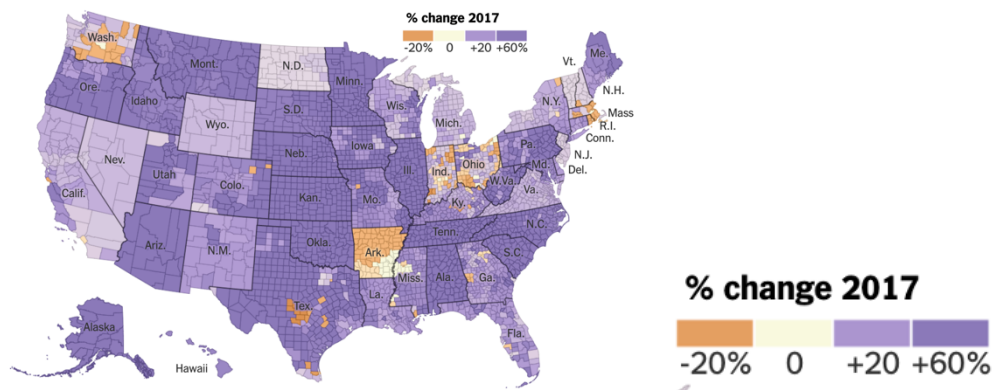 % change 2017
-20% 0 +20 +60%
Wash.
Mont.
N.D.
Minn.
Vt.
Me.
Ore.
Idaho
S.D.
Wis.
Mich.
N.Y.
N.H.
Mass
R.I.
Conn.
Wyo.
Iowa
Neb.
Nev.
Utah
Colo.
Ill.
Ind.
Ohio
Pa.
N.J.
Md.
Del.
W.Va.
Va.
Calif.
Kan.
Mo.
Ky.
Ariz.
N.M.
Okla.
Ark.
Tenn.
N.C.
S.C.
Miss.
Ala.
Ga.
Tex.
La.
Fla.
Alaska
Hawaii
% change 2017
-20% 0 +20 +60%